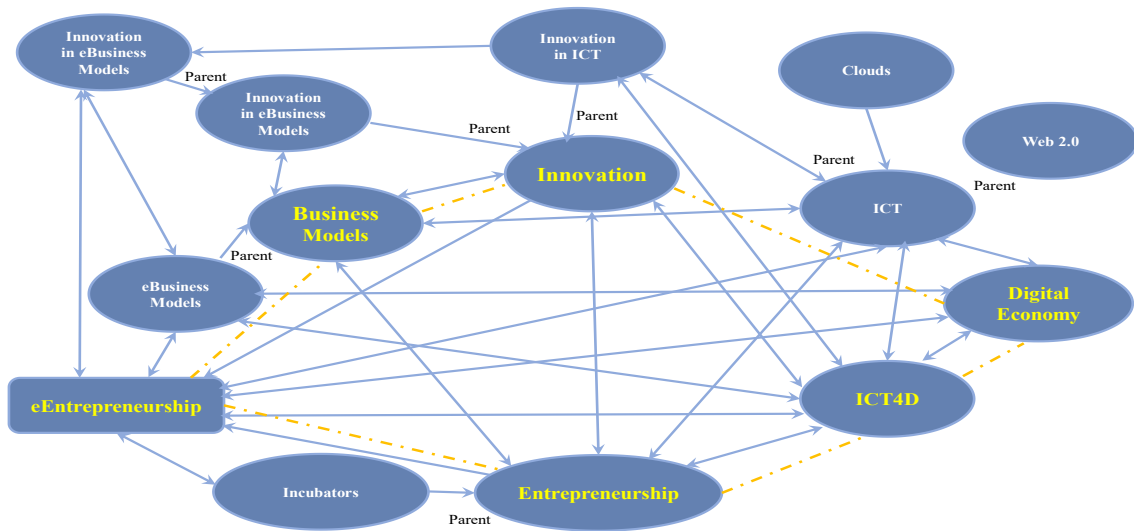 Innovation
in eBusiness
Models
Innovation
in ICT
Clouds
Parent
Innovation
in eBusiness
Models
Parent
Parent
Web 2.0
Parent
Innovation
Parent
ICT
Business
Models
Parent
eBusiness
Models
Digital
Economy
eEntrepreneurship
ICT4D
Incubators
Entrepreneurship
Parent